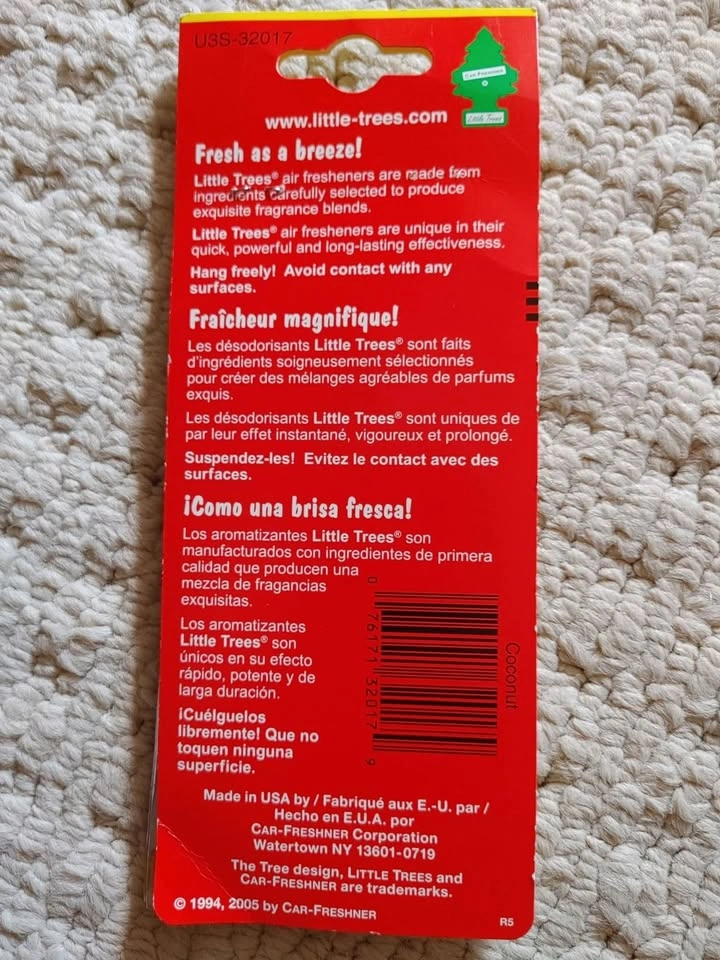 U3S-32017
CAR-FRESHNER
Little Trees
www.little-trees.com
Fresh as a breeze!
Little Trees® air fresheners are made from
ingredients carefully selected to produce
exquisite fragrance blends.
Little Trees® air fresheners are unique in their
quick, powerful and long-lasting effectiveness.
Hang freely! Avoid contact with any
surfaces.
Fraîcheur magnifique!
Les désodorisants Little Trees® sont faits
d'ingrédients soigneusement sélectionnés
pour créer des mélanges agréables de parfums
exquis.
Les désodorisants Little Trees® sont uniques de
par leur effet instantané, vigoureux et prolongé.
Suspendez-les! Evitez le contact avec des
surfaces.
¡Como una brisa fresca!
Los aromatizantes Little Trees® son
manufacturados con ingredientes de primera
calidad que producen una
mezcla de fragancias
exquisitas.
Los aromatizantes
Little Trees® son
únicos en su efecto
rápido, potente y de
larga duración.
¡Cuélguelos
libremente! Que no
toquen ninguna
superficie.
0 76171 32017 9
Coconut
Made in USA by / Fabriqué aux E.-U. par /
Hecho en E.U.A. por
CAR-FRESHNER Corporation
Watertown NY 13601-0719
The Tree design, LITTLE TREES and
CAR-FRESHNER are trademarks.
© 1994, 2005 by CAR-FRESHNER
R5